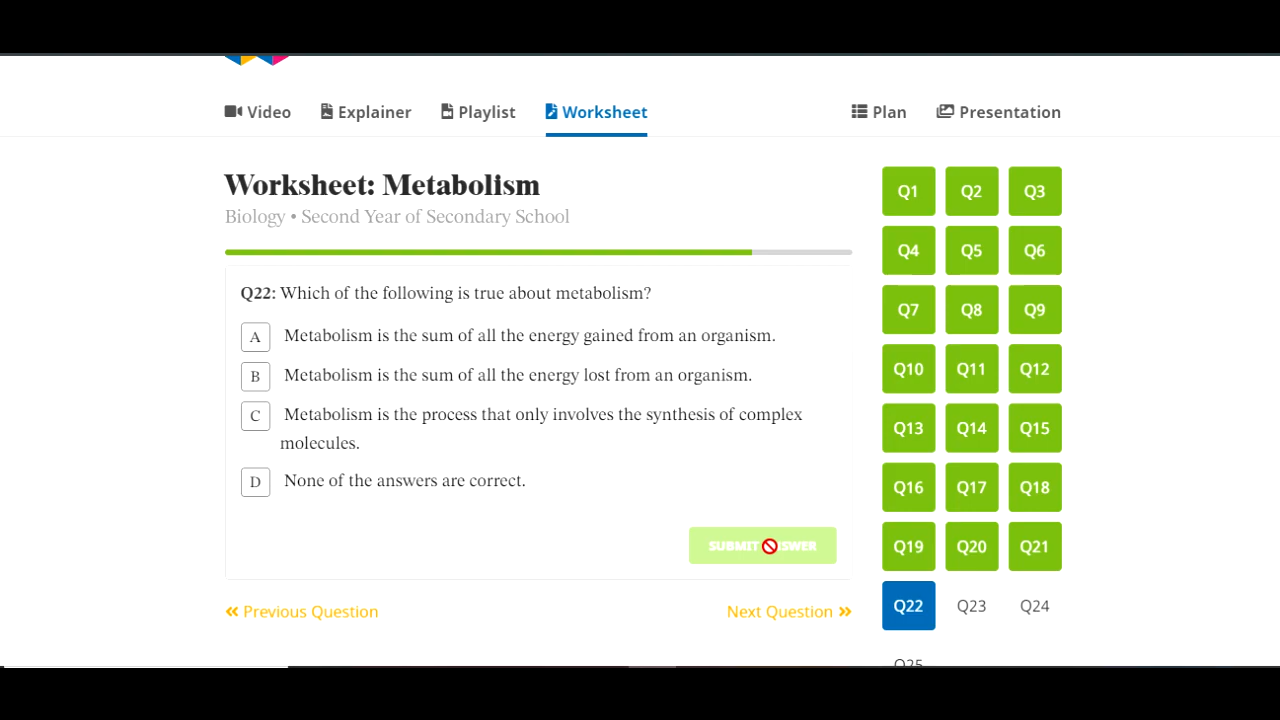 Video Explainer Playlist Worksheet Plan Presentation
Worksheet: Metabolism
Biology • Second Year of Secondary School
Q22: Which of the following is true about metabolism?
A Metabolism is the sum of all the energy gained from an organism.
B Metabolism is the sum of all the energy lost from an organism.
C Metabolism is the process that only involves the synthesis of complex
molecules.
D None of the answers are correct.
SUBMIT
Previous Question Next Question
Q1 Q2 Q3
Q4 Q5 Q6
Q7 Q8 Q9
Q10 Q11 Q12
Q13 Q14 Q15
Q16 Q17 Q18
Q19 Q20 Q21
Q22 Q23 Q24
Q25